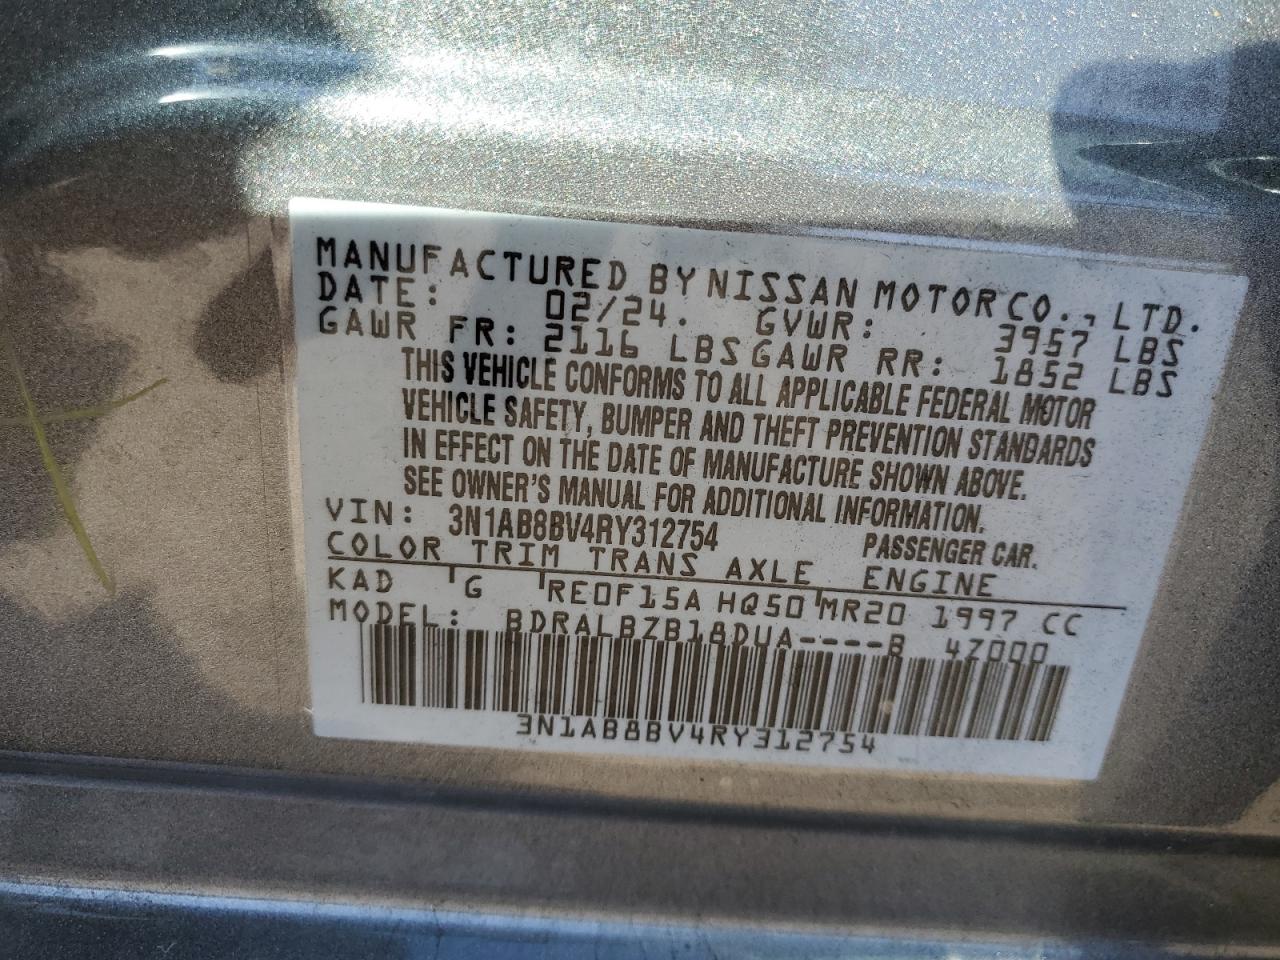 MANUFACTURED BY NISSAN MOTOR CO., LTD.
DATE: 02/24. GVWR: 3957 LBS
GAWR FR: 2116 LBS GAWR RR: 1852 LBS
THIS VEHICLE CONFORMS TO ALL APPLICABLE FEDERAL MOTOR
VEHICLE SAFETY, BUMPER AND THEFT PREVENTION STANDARDS
IN EFFECT ON THE DATE OF MANUFACTURE SHOWN ABOVE.
SEE OWNER'S MANUAL FOR ADDITIONAL INFORMATION.
VIN: 3N1AB8BV4RY312754 PASSENGER CAR.
COLOR TRIM TRANS AXLE ENGINE
KAD G RE0F15A HQ50 MR20 1997 CC
MODEL: BDRALBZB18DUA----B 4Z000
3N1AB8BV4RY312754